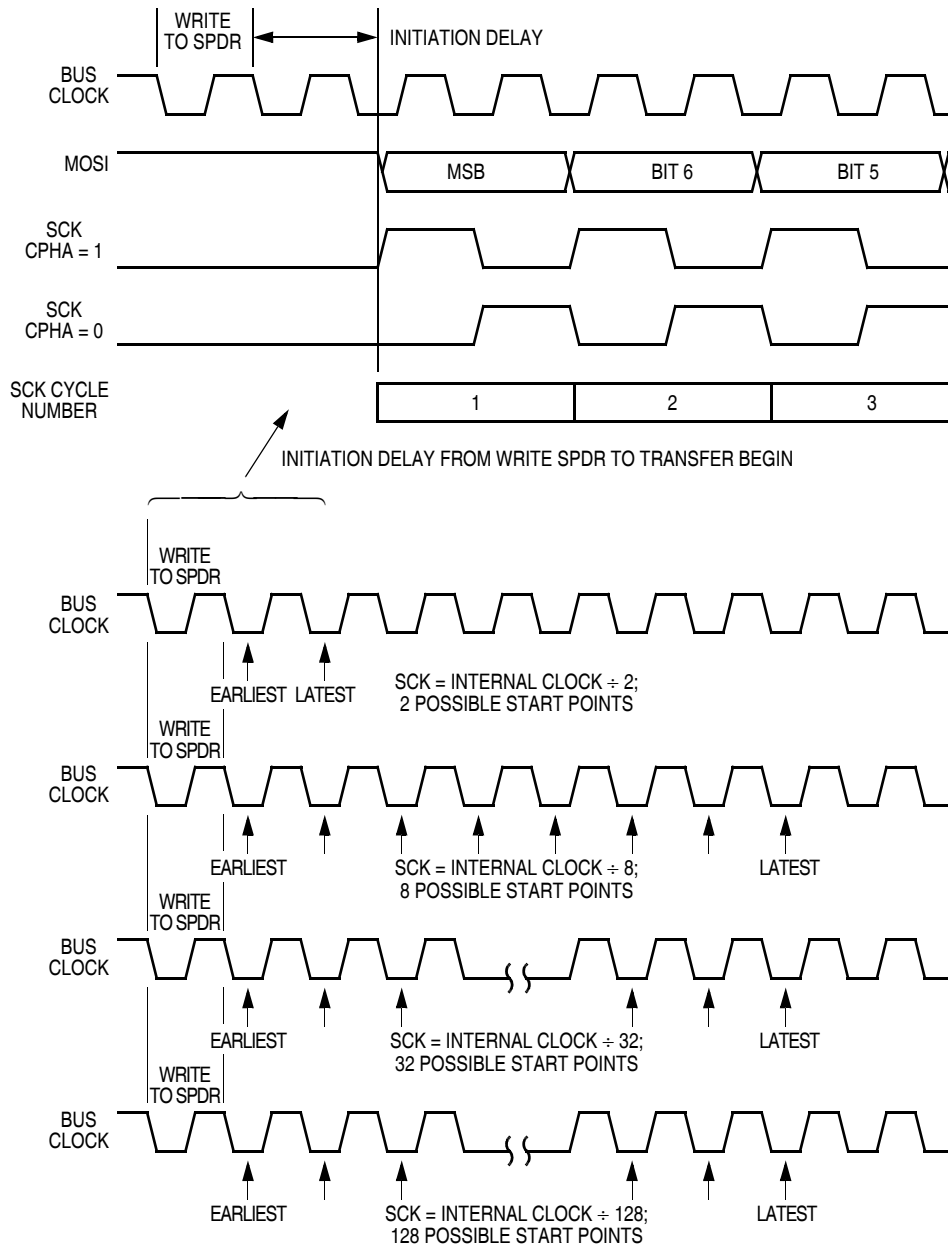 WRITE
TO SPDR
INITIATION DELAY
BUS
CLOCK
MOSI
MSB
BIT 6
BIT 5
SCK
CPHA = 1
SCK
CPHA = 0
SCK CYCLE
NUMBER
1
2
3
INITIATION DELAY FROM WRITE SPDR TO TRANSFER BEGIN
WRITE
TO SPDR
BUS
CLOCK
EARLIEST
LATEST
SCK = INTERNAL CLOCK ÷ 2;
2 POSSIBLE START POINTS
WRITE
TO SPDR
BUS
CLOCK
EARLIEST
SCK = INTERNAL CLOCK ÷ 8;
8 POSSIBLE START POINTS
LATEST
WRITE
TO SPDR
BUS
CLOCK
EARLIEST
SCK = INTERNAL CLOCK ÷ 32;
32 POSSIBLE START POINTS
LATEST
WRITE
TO SPDR
BUS
CLOCK
EARLIEST
SCK = INTERNAL CLOCK ÷ 128;
128 POSSIBLE START POINTS
LATEST